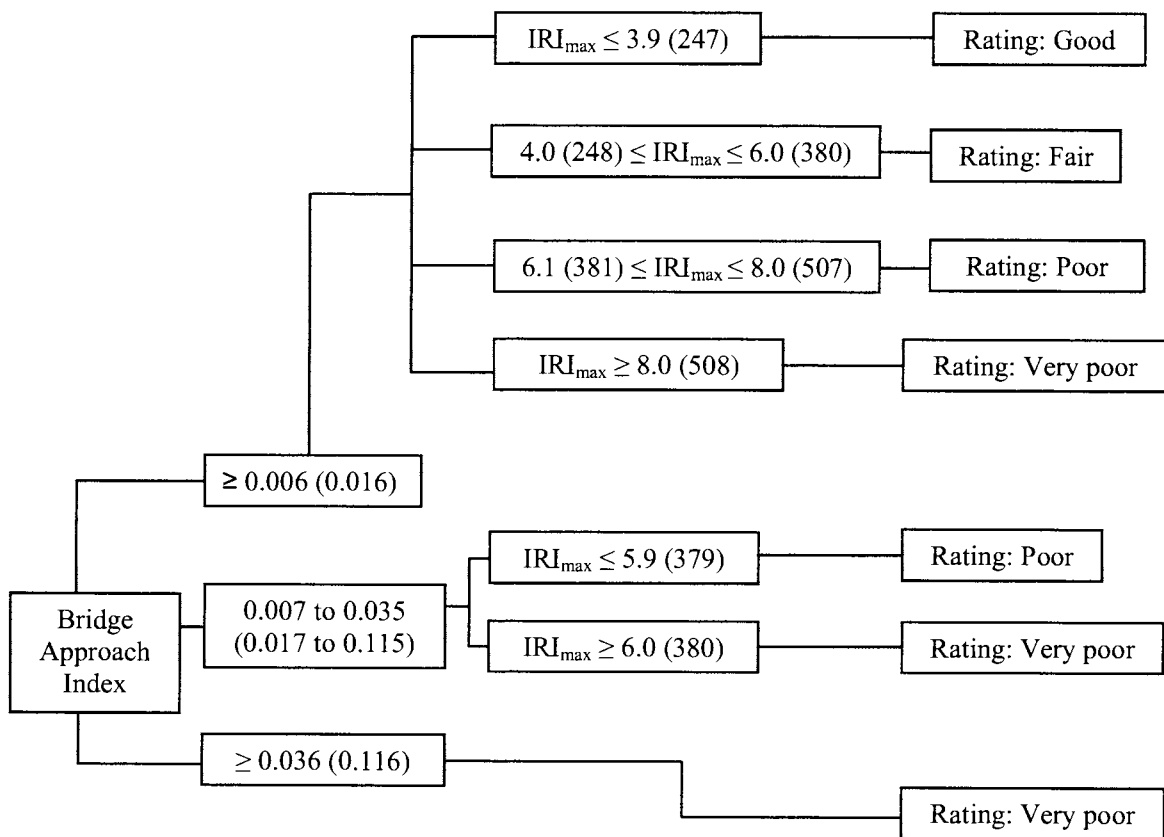 IRImax ≤ 3.9 (247)
Rating: Good
4.0 (248) ≤ IRImax ≤ 6.0 (380)
Rating: Fair
6.1 (381) ≤ IRImax ≤ 8.0 (507)
Rating: Poor
IRImax ≥ 8.0 (508)
Rating: Very poor
≥ 0.006 (0.016)
IRImax ≤ 5.9 (379)
Rating: Poor
Bridge
Approach
Index
0.007 to 0.035
(0.017 to 0.115)
IRImax ≥ 6.0 (380)
Rating: Very poor
≥ 0.036 (0.116)
Rating: Very poor